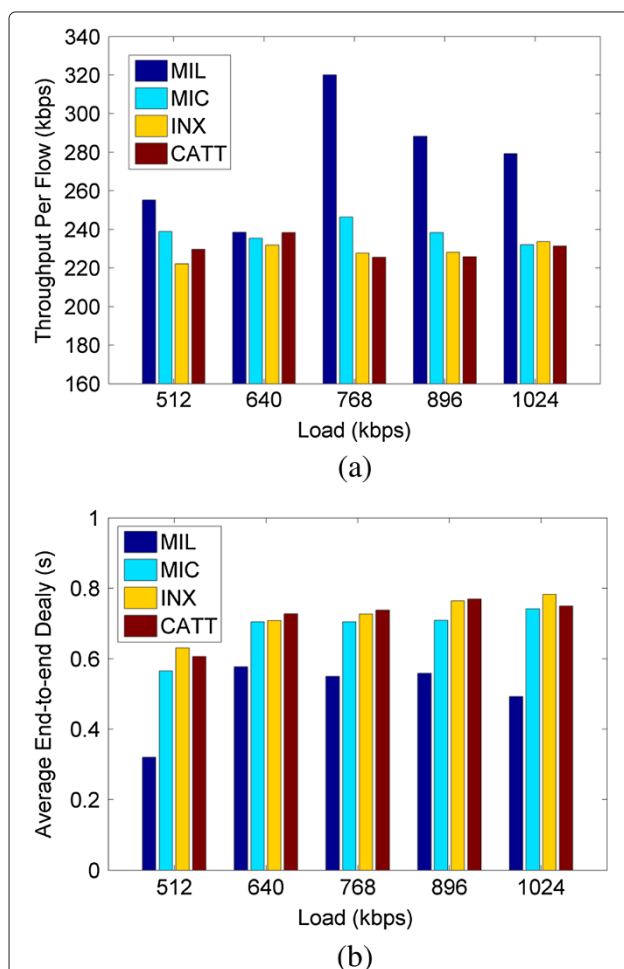 340
320
300
280
260
240
220
200
180
160
Throughput Per Flow (kbps)
MIL
MIC
INX
CATT
512 640 768 896 1024
Load (kbps)
(a)
1
0.8
0.6
0.4
0.2
0
Average End-to-end Dealy (s)
MIL
MIC
INX
CATT
512 640 768 896 1024
Load (kbps)
(b)